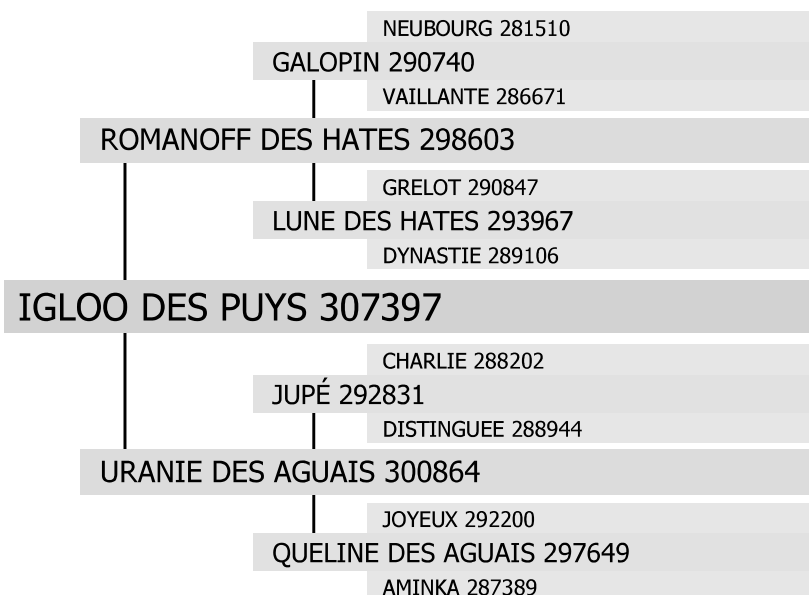 NEUBOURG 281510
GALOPIN 290740
VAILLANTE 286671
ROMANOFF DES HATES 298603
GRELOT 290847
LUNE DES HATES 293967
DYNASTIE 289106
IGLOO DES PUYS 307397
CHARLIE 288202
JUPÉ 292831
DISTINGUEE 288944
URANIE DES AGUAIS 300864
JOYEUX 292200
QUELINE DES AGUAIS 297649
AMINKA 287389